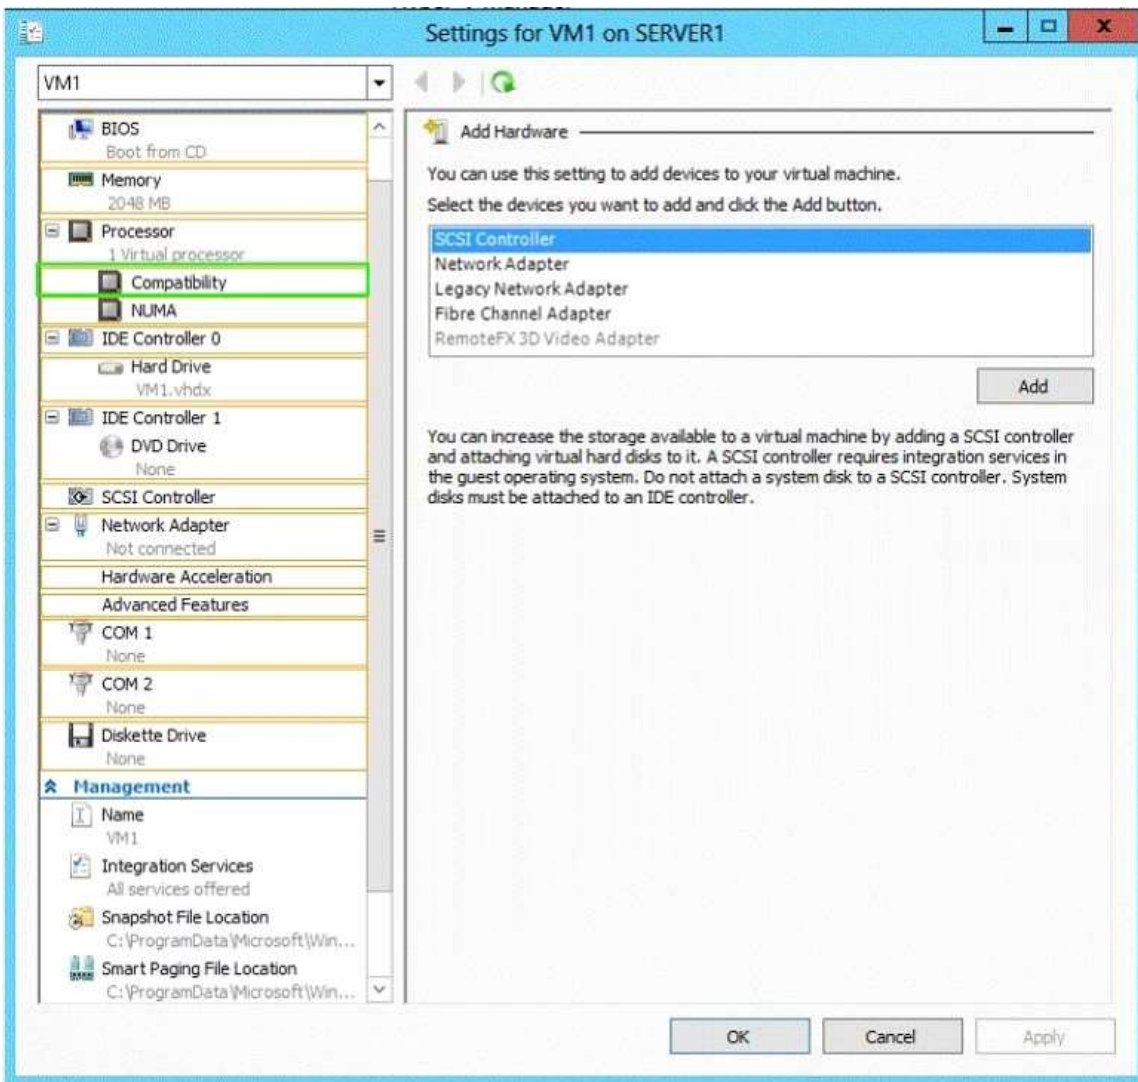 Settings for VM1 on SERVER1
VM1
BIOS
Boot from CD
Memory
2048 MB
Processor
1 Virtual processor
Compatibility
NUMA
IDE Controller 0
Hard Drive
VM1.vhdx
IDE Controller 1
DVD Drive
None
SCSI Controller
Network Adapter
Not connected
Hardware Acceleration
Advanced Features
COM 1
None
COM 2
None
Diskette Drive
None
Management
Name
VM1
Integration Services
All services offered
Snapshot File Location
C:\ProgramData\Microsoft\Win...
Smart Paging File Location
C:\ProgramData\Microsoft\Win...
Add Hardware
You can use this setting to add devices to your virtual machine.
Select the devices you want to add and click the Add button.
SCSI Controller
Network Adapter
Legacy Network Adapter
Fibre Channel Adapter
RemoteFX 3D Video Adapter
Add
You can increase the storage available to a virtual machine by adding a SCSI controller
and attaching virtual hard disks to it. A SCSI controller requires integration services in
the guest operating system. Do not attach a system disk to a SCSI controller. System
disks must be attached to an IDE controller.
OK
Cancel
Apply